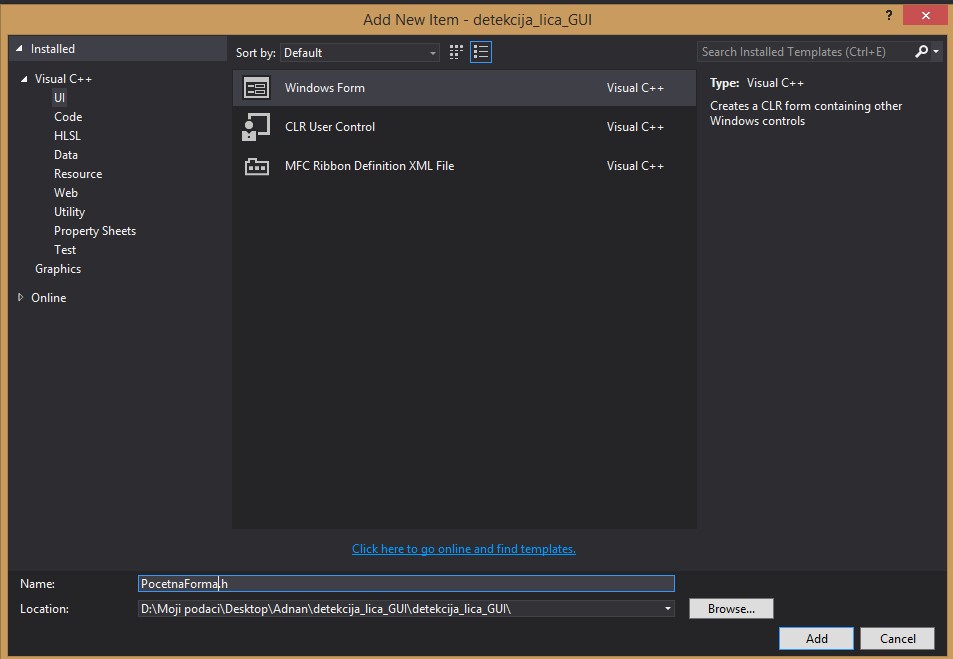 Add New Item - detekcija_lica_GUI
?
Installed
Sort by: Default
Search Installed Templates (Ctrl+E)
Visual C++
UI
Code
HLSL
Data
Resource
Web
Utility
Property Sheets
Test
Graphics
Online
Windows Form Visual C++
CLR User Control Visual C++
MFC Ribbon Definition XML File Visual C++
Type: Visual C++
Creates a CLR form containing other
Windows controls
Click here to go online and find templates.
Name: PocetnaForma.h
Location: D:\Moji podaci\Desktop\Adnan\detekcija_lica_GUI\detekcija_lica_GUI\ Browse...
Add Cancel